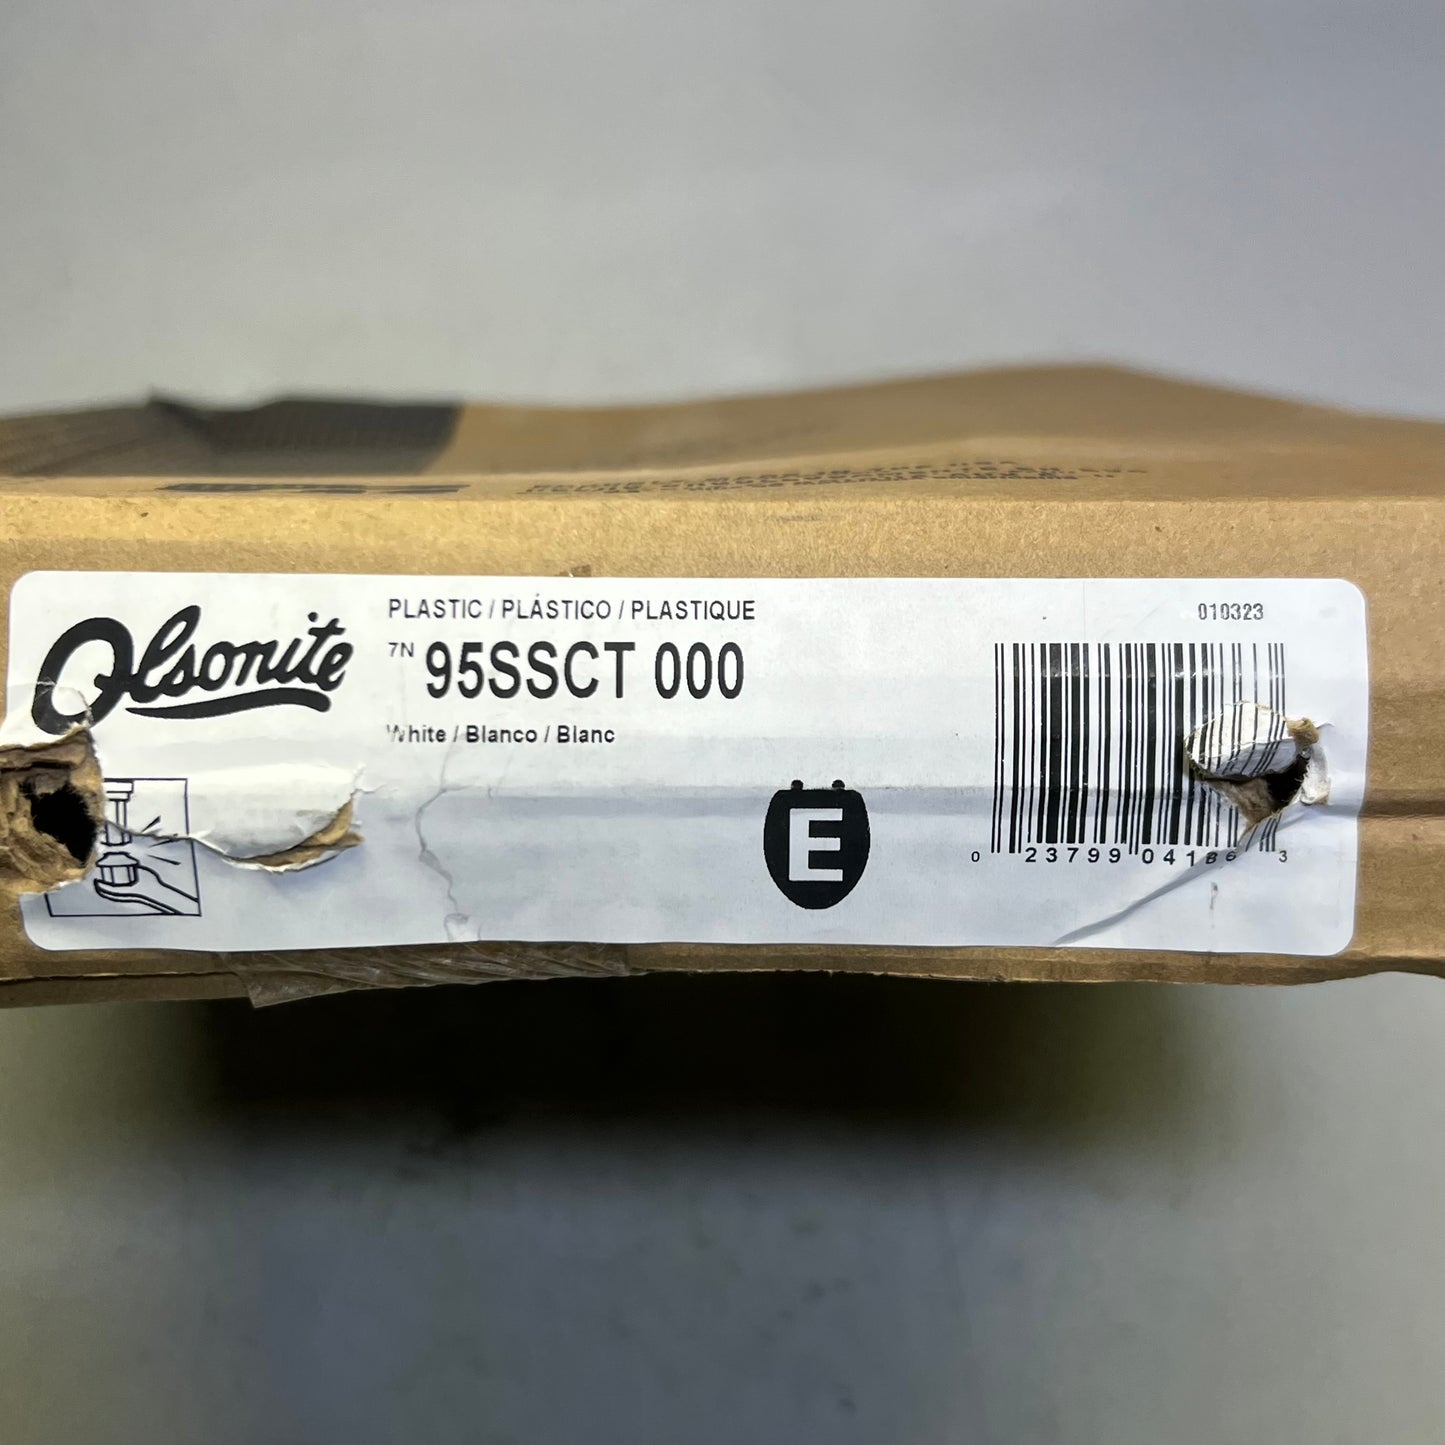 Olsonite
PLASTIC / PLÁSTICO / PLASTIQUE
7N 95SSCT 000
White / Blanco / Blanc
010323
E
0 23799 04186 3